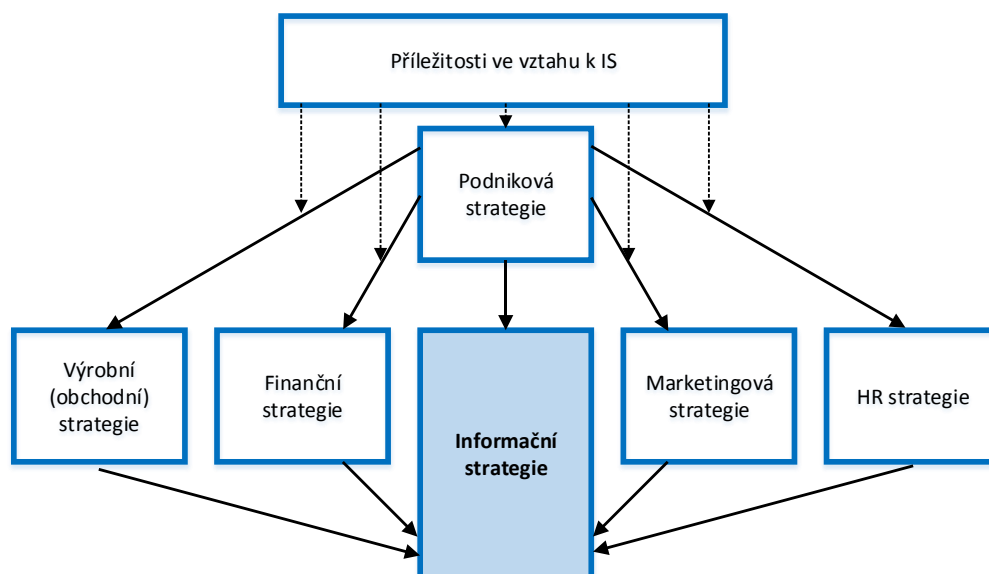 Příležitosti ve vztahu k IS
Podniková
strategie
Výrobní
(obchodní)
strategie
Finanční
strategie
Informační
strategie
Marketingová
strategie
HR strategie